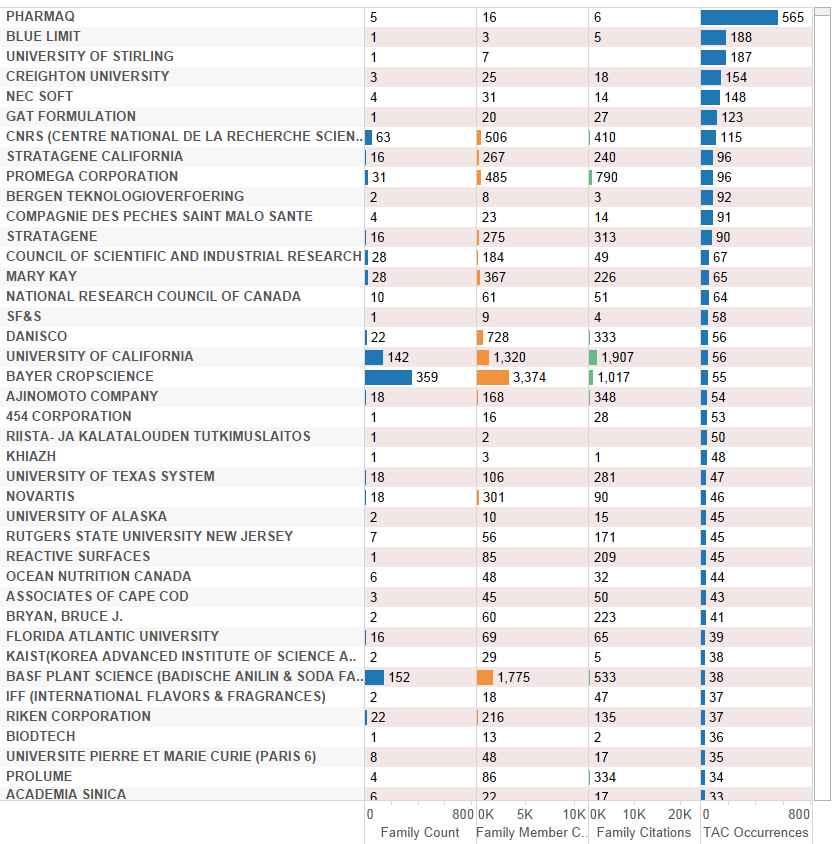 PHARMAQ 5 16 6 565
BLUE LIMIT 1 3 5 188
UNIVERSITY OF STIRLING 1 7 187
CREIGHTON UNIVERSITY 3 25 18 154
NEC SOFT 4 31 14 148
GAT FORMULATION 1 20 27 123
CNRS (CENTRE NATIONAL DE LA RECHERCHE SCIEN.. 63 506 410 115
STRATAGENE CALIFORNIA 16 267 240 96
PROMEGA CORPORATION 31 485 790 96
BERGEN TEKNOLOGIOVERFOERING 2 8 3 92
COMPAGNIE DES PECHES SAINT MALO SANTE 4 23 14 91
STRATAGENE 16 275 313 90
COUNCIL OF SCIENTIFIC AND INDUSTRIAL RESEARCH 28 184 49 67
MARY KAY 28 367 226 65
NATIONAL RESEARCH COUNCIL OF CANADA 10 61 51 64
SF&S 1 9 4 58
DANISCO 22 728 333 56
UNIVERSITY OF CALIFORNIA 142 1,320 1,907 56
BAYER CROPSCIENCE 359 3,374 1,017 55
AJINOMOTO COMPANY 18 168 348 54
454 CORPORATION 1 16 28 53
RIISTA- JA KALATALOUDEN TUTKIMUSLAITOS 1 2 50
KHIAZH 1 3 1 48
UNIVERSITY OF TEXAS SYSTEM 18 106 281 47
NOVARTIS 18 301 90 46
UNIVERSITY OF ALASKA 2 10 15 45
RUTGERS STATE UNIVERSITY NEW JERSEY 7 56 171 45
REACTIVE SURFACES 1 85 209 45
OCEAN NUTRITION CANADA 6 48 32 44
ASSOCIATES OF CAPE COD 3 45 50 43
BRYAN, BRUCE J. 2 60 223 41
FLORIDA ATLANTIC UNIVERSITY 16 69 65 39
KAIST(KOREA ADVANCED INSTITUTE OF SCIENCE A.. 2 29 5 38
BASF PLANT SCIENCE (BADISCHE ANILIN & SODA FA.. 152 1,775 533 38
IFF (INTERNATIONAL FLAVORS & FRAGRANCES) 2 18 47 37
RIKEN CORPORATION 22 216 135 37
BIODTECH 1 13 2 36
UNIVERSITE PIERRE ET MARIE CURIE (PARIS 6) 8 48 17 35
PROLUME 4 86 334 34
ACADEMIA SINICA 6 22 17 33
0 800 0K 5K 10K 0K 10K 20K 0 800
Family Count Family Member C.. Family Citations TAC Occurrences